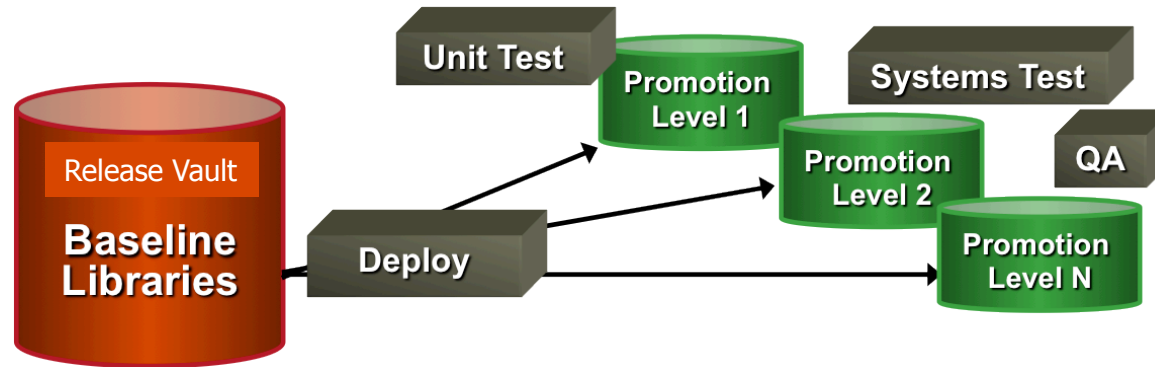 Unit Test
Promotion
Level 1
Systems Test
Release Vault
Baseline
Libraries
Promotion
Level 2
QA
Deploy
Promotion
Level N